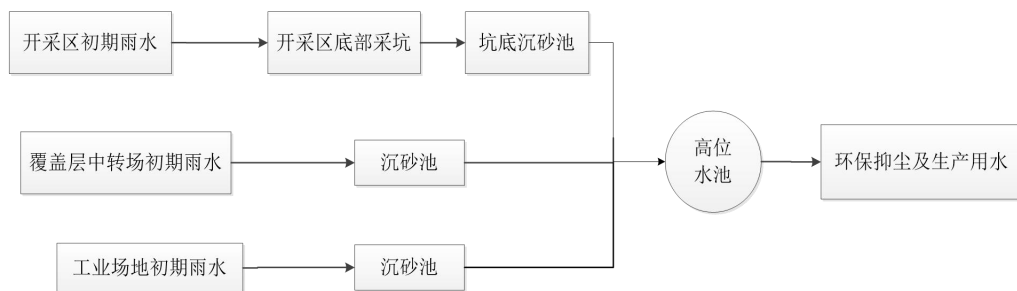 开采区初期雨水
开采区底部采坑
坑底沉砂池
覆盖层中转场初期雨水
沉砂池
高位
水池
环保抑尘及生产用水
工业场地初期雨水
沉砂池